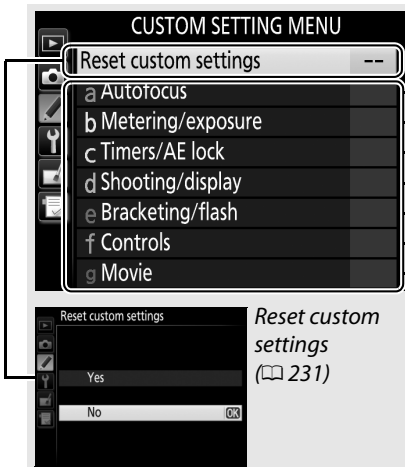 CUSTOM SETTING MENU
Reset custom settings --
a Autofocus
b Metering/exposure
c Timers/AE lock
d Shooting/display
e Bracketing/flash
f Controls
g Movie
Reset custom settings
Yes
No OK
Reset custom
settings
(🕮 231)